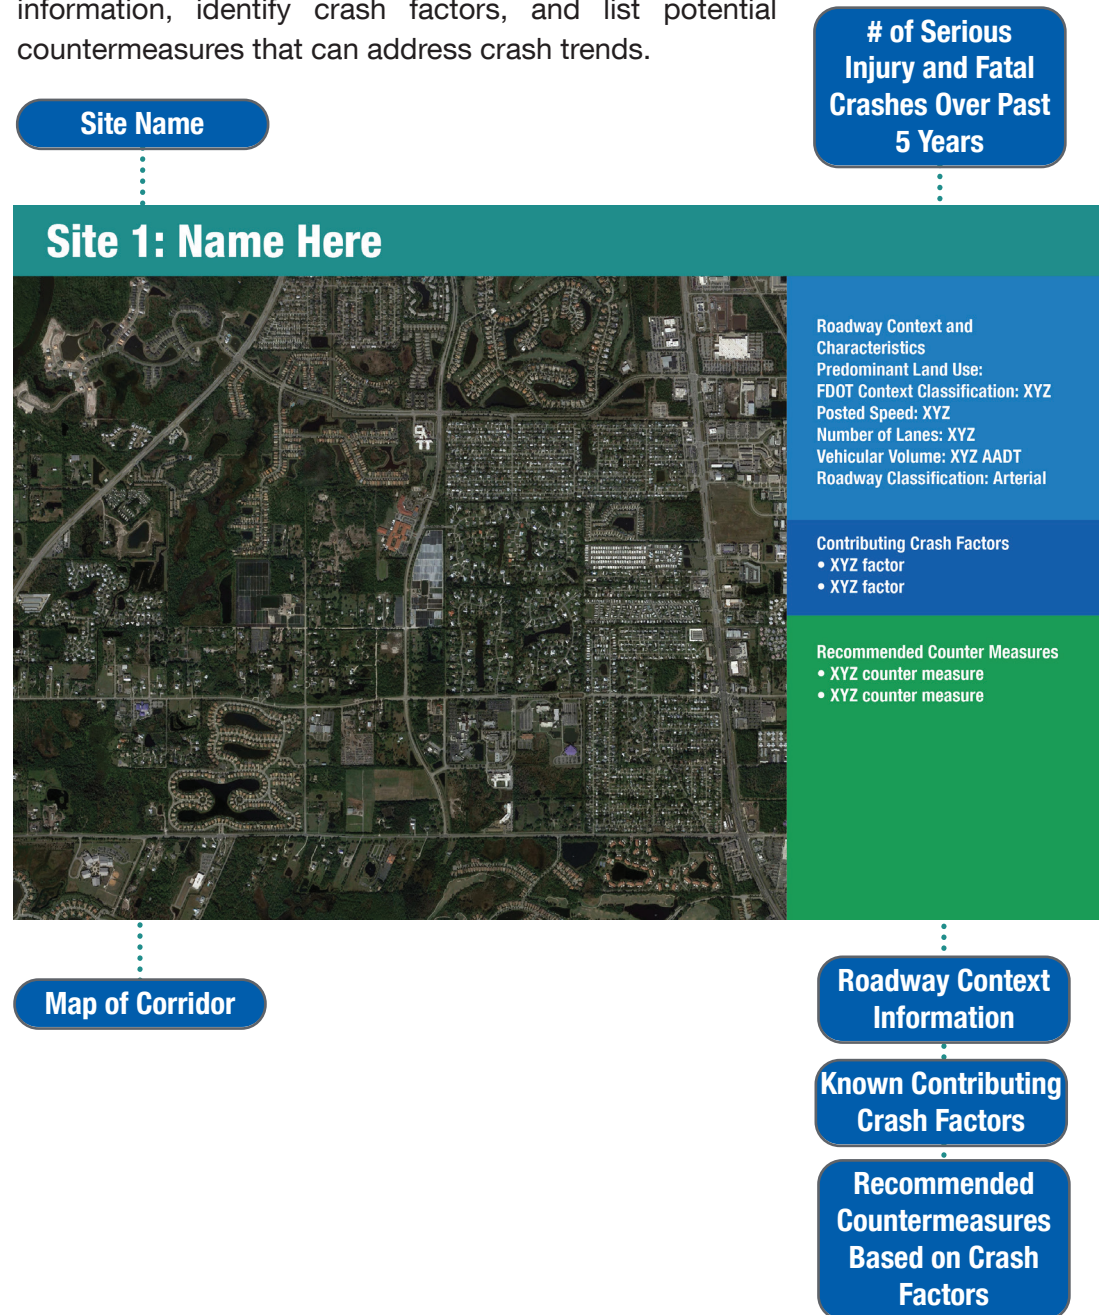 information, identify crash factors, and list potential
countermeasures that can address crash trends.
# of Serious
Injury and Fatal
Crashes Over Past
5 Years
Site Name
Site 1: Name Here
Roadway Context and
Characteristics
Predominant Land Use:
FDOT Context Classification: XYZ
Posted Speed: XYZ
Number of Lanes: XYZ
Vehicular Volume: XYZ AADT
Roadway Classification: Arterial
Contributing Crash Factors
• XYZ factor
• XYZ factor
Recommended Counter Measures
• XYZ counter measure
• XYZ counter measure
Map of Corridor
Roadway Context
Information
Known Contributing
Crash Factors
Recommended
Countermeasures
Based on Crash
Factors